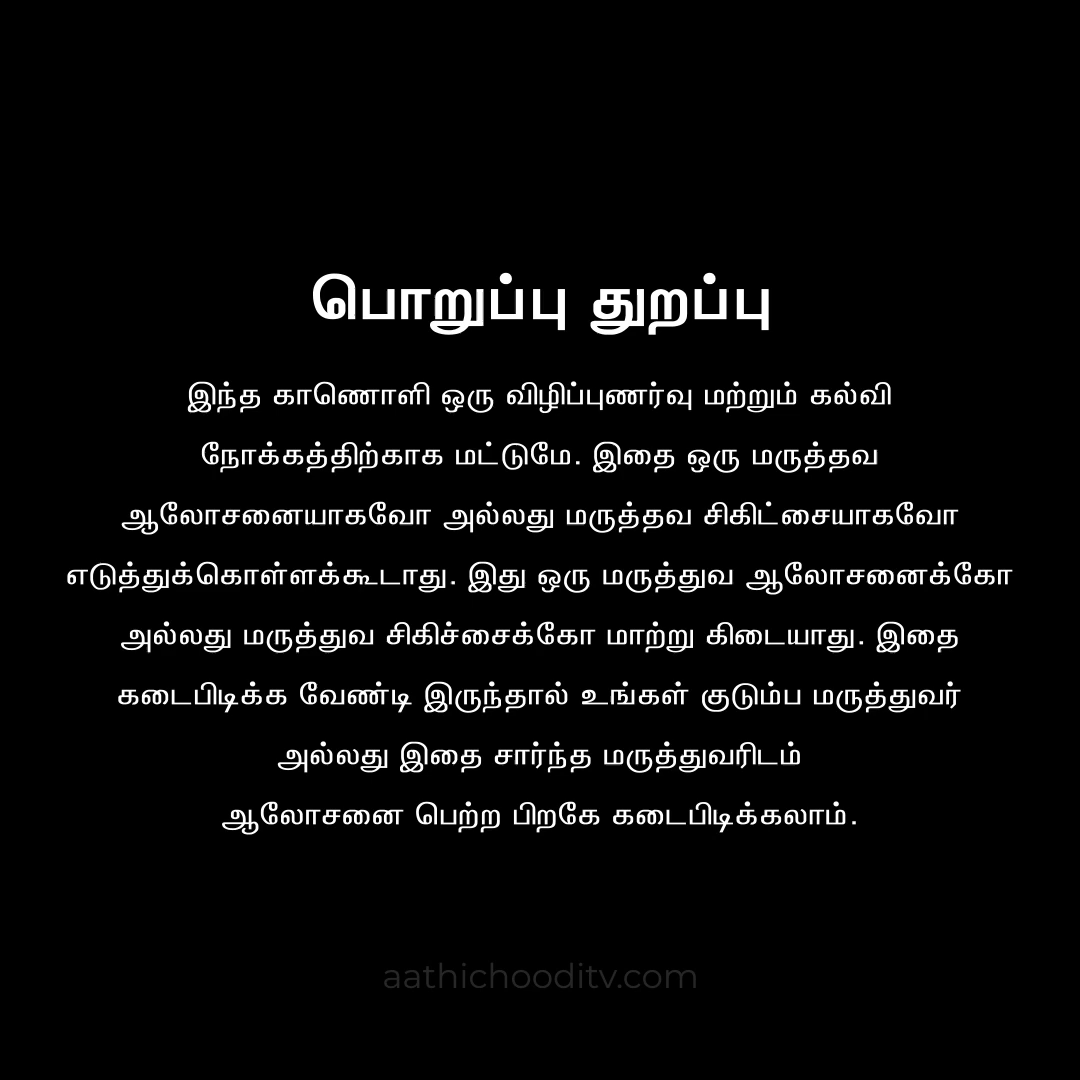 பொறுப்பு துறப்பு
இந்த காணொளி ஒரு விழிப்புணர்வு மற்றும் கல்வி
நோக்கத்திற்காக மட்டுமே. இதை ஒரு மருத்தவ
ஆலோசனையாகவோ அல்லது மருத்தவ சிகிட்சையாகவோ
எடுத்துக்கொள்ளக்கூடாது. இது ஒரு மருத்துவ ஆலோசனைக்கோ
அல்லது மருத்துவ சிகிச்சைக்கோ மாற்று கிடையாது. இதை
கடைபிடிக்க வேண்டி இருந்தால் உங்கள் குடும்ப மருத்துவர்
அல்லது இதை சார்ந்த மருத்துவரிடம்
ஆலோசனை பெற்ற பிறகே கடைபிடிக்கலாம்.
aathichooditv.com